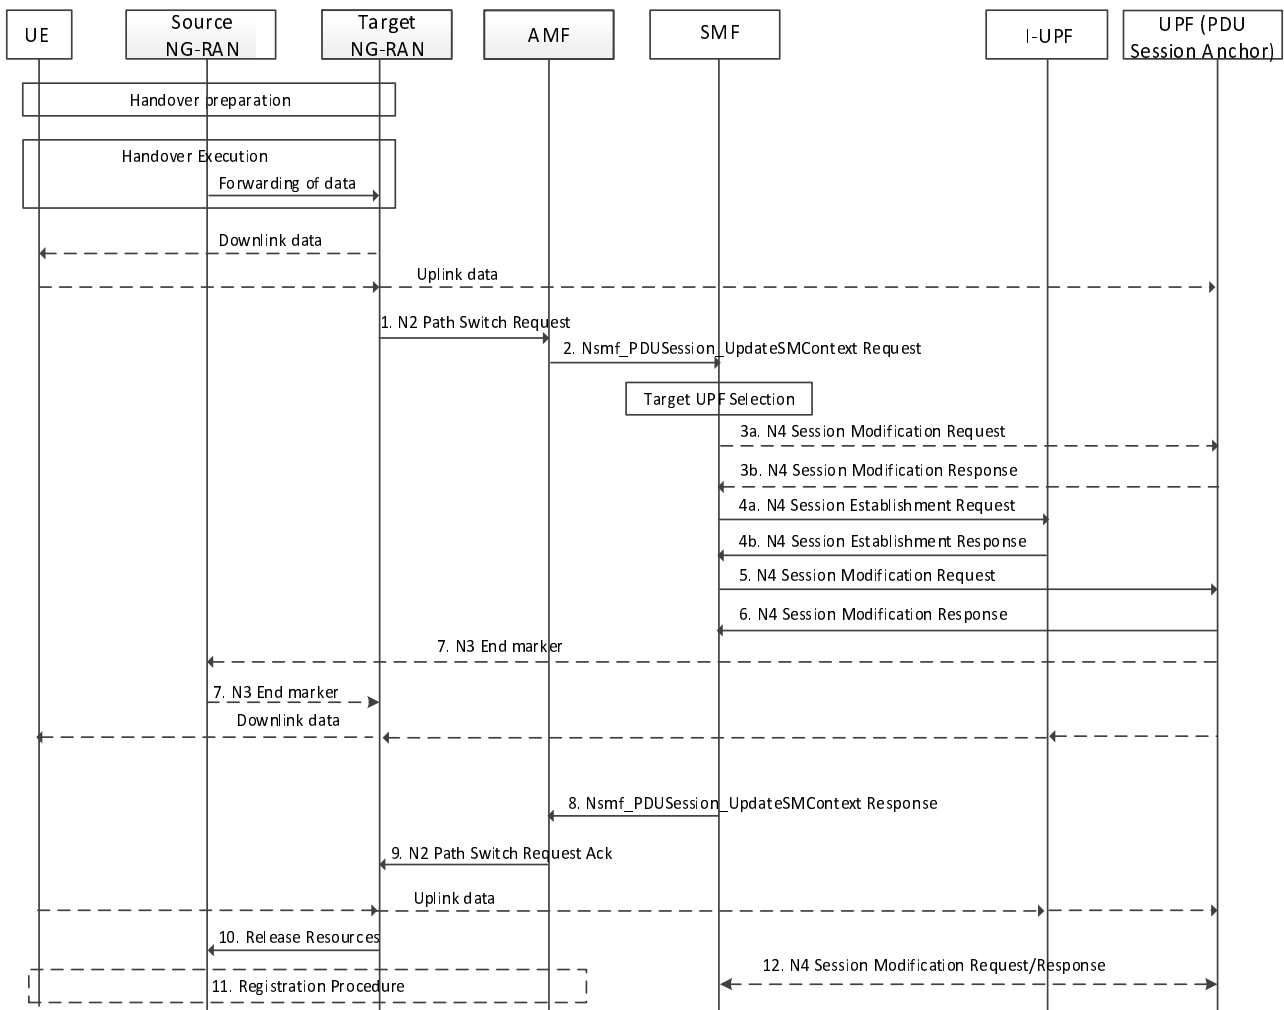 UE
Source
NG-RAN
Target
NG-RAN
AMF
SMF
I-UPF
UPF (PDU
Session Anchor)
Handover preparation
Handover Execution
Forwarding of data
Downlink data
Uplink data
1. N2 Path Switch Request
2. Nsmf_PDUSession_UpdateSMContext Request
Target UPF Selection
3a. N4 Session Modification Request
3b. N4 Session Modification Response
4a. N4 Session Establishment Request
4b. N4 Session Establishment Response
5. N4 Session Modification Request
6. N4 Session Modification Response
7. N3 End marker
7. N3 End marker
Downlink data
8. Nsmf_PDUSession_UpdateSMContext Response
9. N2 Path Switch Request Ack
Uplink data
10. Release Resources
12. N4 Session Modification Request/Response
11. Registration Procedure